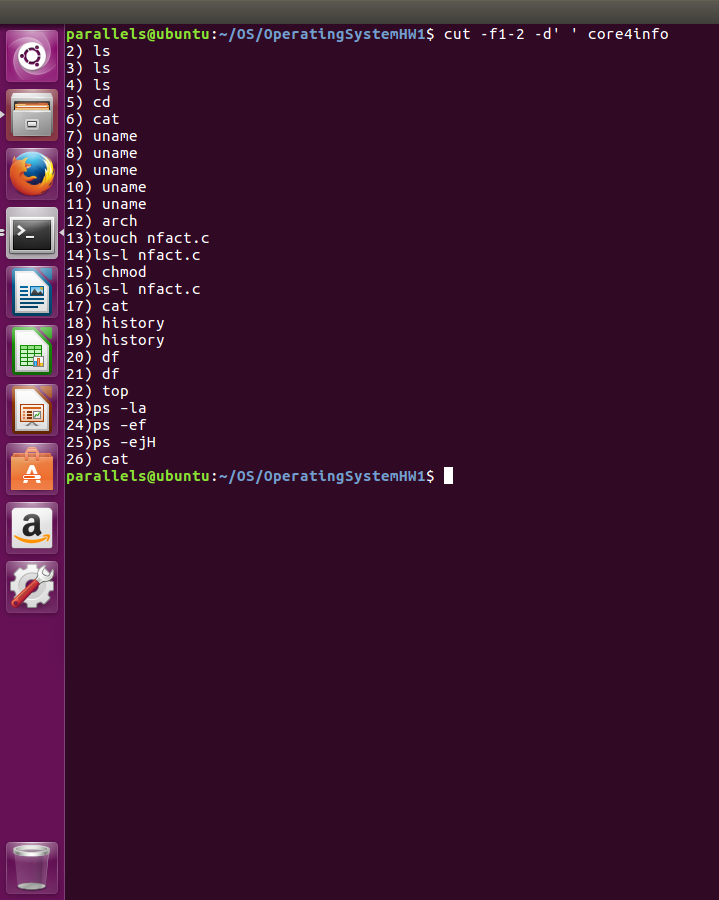 parallels@ubuntu:~/OS/OperatingSystemHW1$ cut -f1-2 -d' ' core4info
2) ls
3) ls
4) ls
5) cd
6) cat
7) uname
8) uname
9) uname
10) uname
11) uname
12) arch
13)touch nfact.c
14)ls-l nfact.c
15) chmod
16)ls-l nfact.c
17) cat
18) history
19) history
20) df
21) df
22) top
23)ps -la
24)ps -ef
25)ps -ejH
26) cat
parallels@ubuntu:~/OS/OperatingSystemHW1$